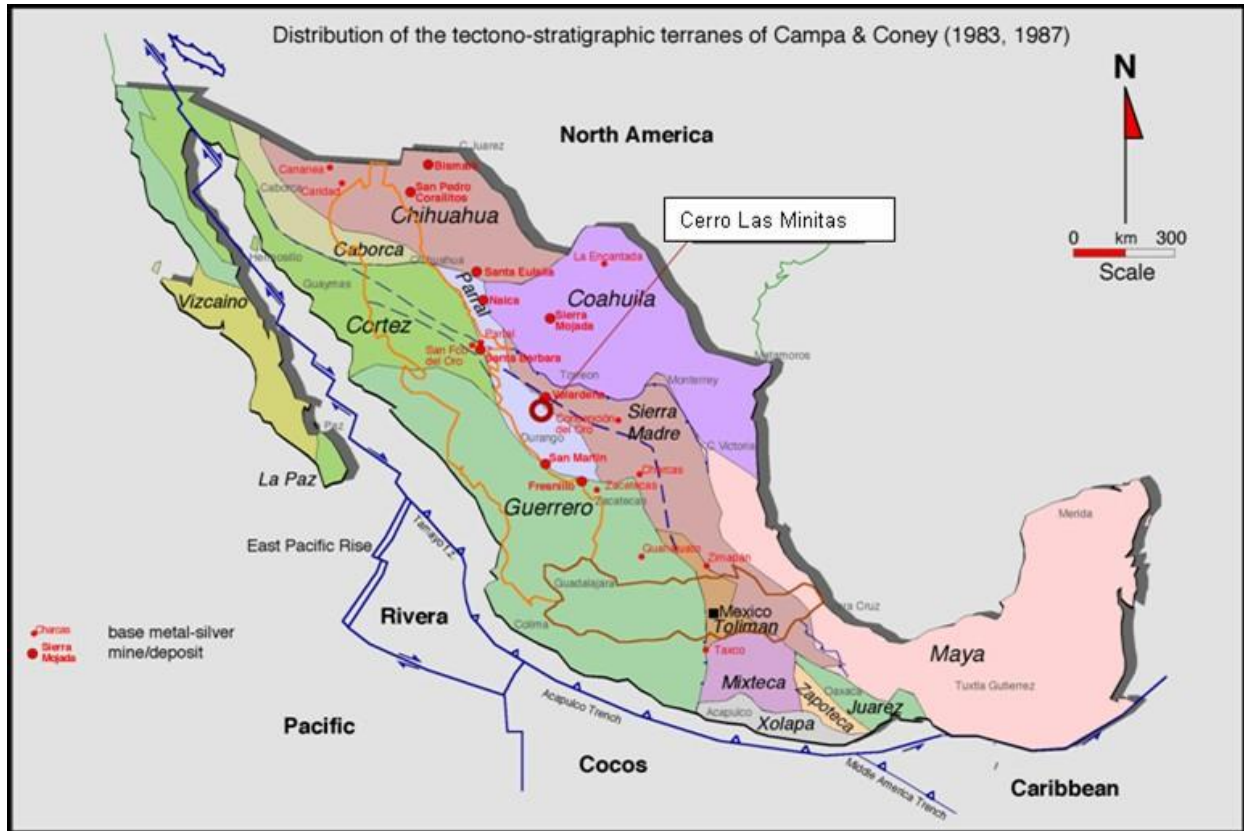 Distribution of the tectono-stratigraphic terranes of Campa & Coney (1983, 1987)
N
North America
C Juarez
Cananea
Bismark
Caridad
Caborca
San Pedro
Corralitos
Chihuahua
Cerro Las Minitas
0 km 300
Scale
Caborca
Chihuahua
Hermosillo
La Encantada
Santa Eulalia
Guaymas
Parral
Naica
Coahuila
Vizcaino
Cortez
Sierra
Mojada
Parral
San Fco
del Oro
Santa Barbara
Matamoros
Torreon
Monterrey
Velardeña
Concepción
del Oro
Sierra
Madre
Durango
C. Victoria
Paz
San Martin
La Paz
Charcas
Fresnillo
Zacatecas
Zacatecas
Guerrero
Merida
Tamayo f.z.
East Pacific Rise
Guanajuato
Zimapan
Guadalajara
Vera Cruz
Rivera
Mexico
Toliman
Colima
Charcas
base metal-silver
Sierra
Mojada
mine/deposit
Taxco
Maya
Mixteca
Zapoteca
Oaxaca
Juarez
Tuxtla Gutierrez
Acapulco
Xolapa
Acapulco Trench
Pacific
Cocos
Middle America Trench
Caribbean